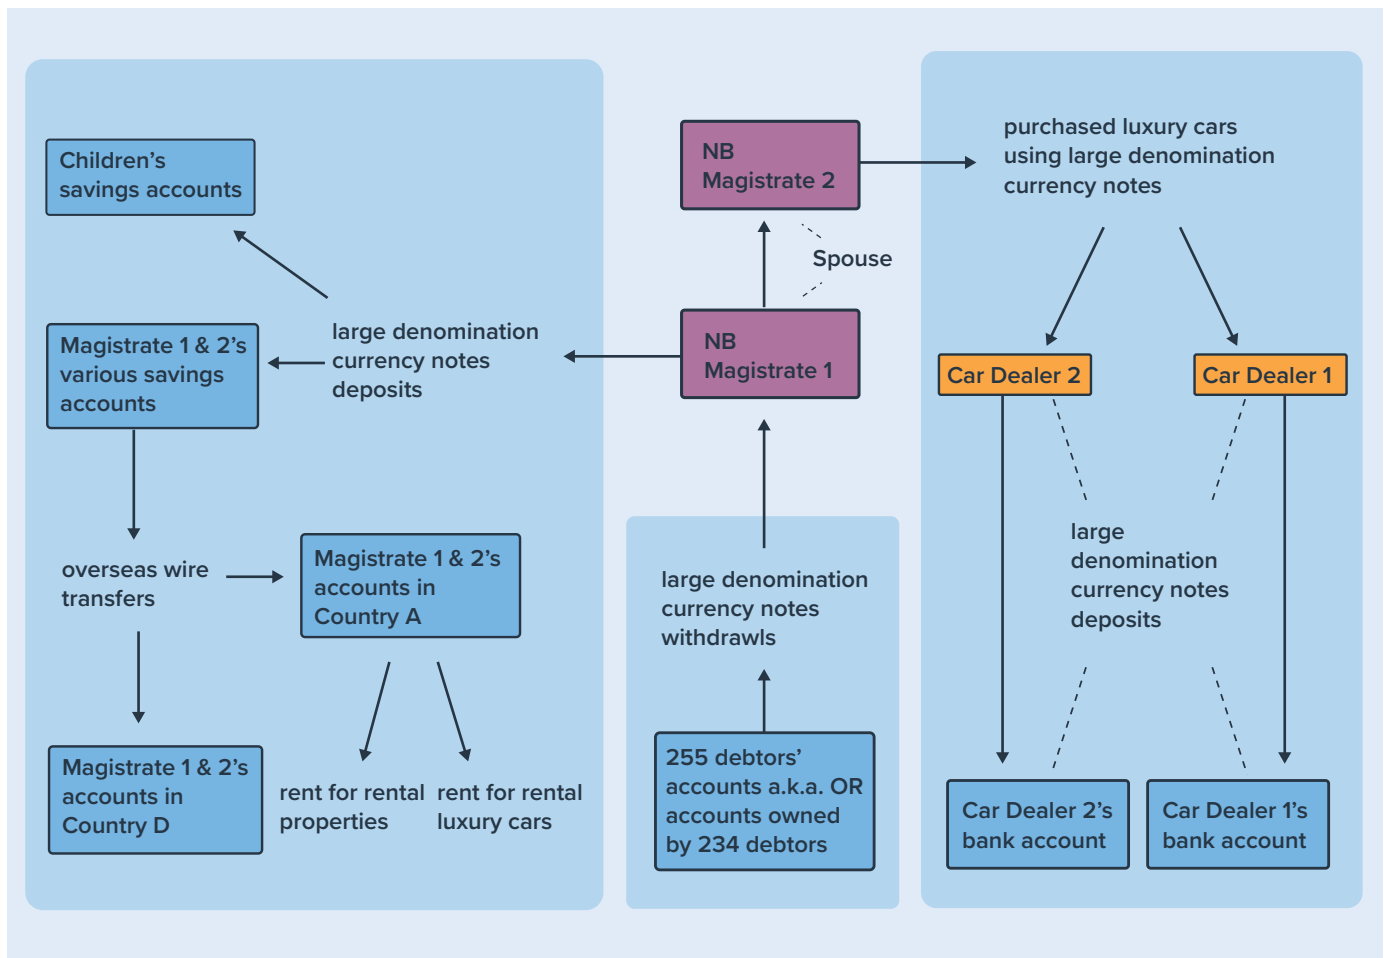 Children’s
savings accounts
Magistrate 1 & 2’s
various savings
accounts
large denomination
currency notes
deposits
overseas wire
transfers
Magistrate 1 & 2’s
accounts in
Country A
Magistrate 1 & 2’s
accounts in
Country D
rent for rental
properties
rent for rental
luxury cars
NB
Magistrate 2
Spouse
NB
Magistrate 1
large denomination
currency notes
withdrawls
255 debtors’
accounts a.k.a. OR
accounts owned
by 234 debtors
purchased luxury cars
using large denomination
currency notes
Car Dealer 2
Car Dealer 1
large
denomination
currency notes
deposits
Car Dealer 2’s
bank account
Car Dealer 1’s
bank account